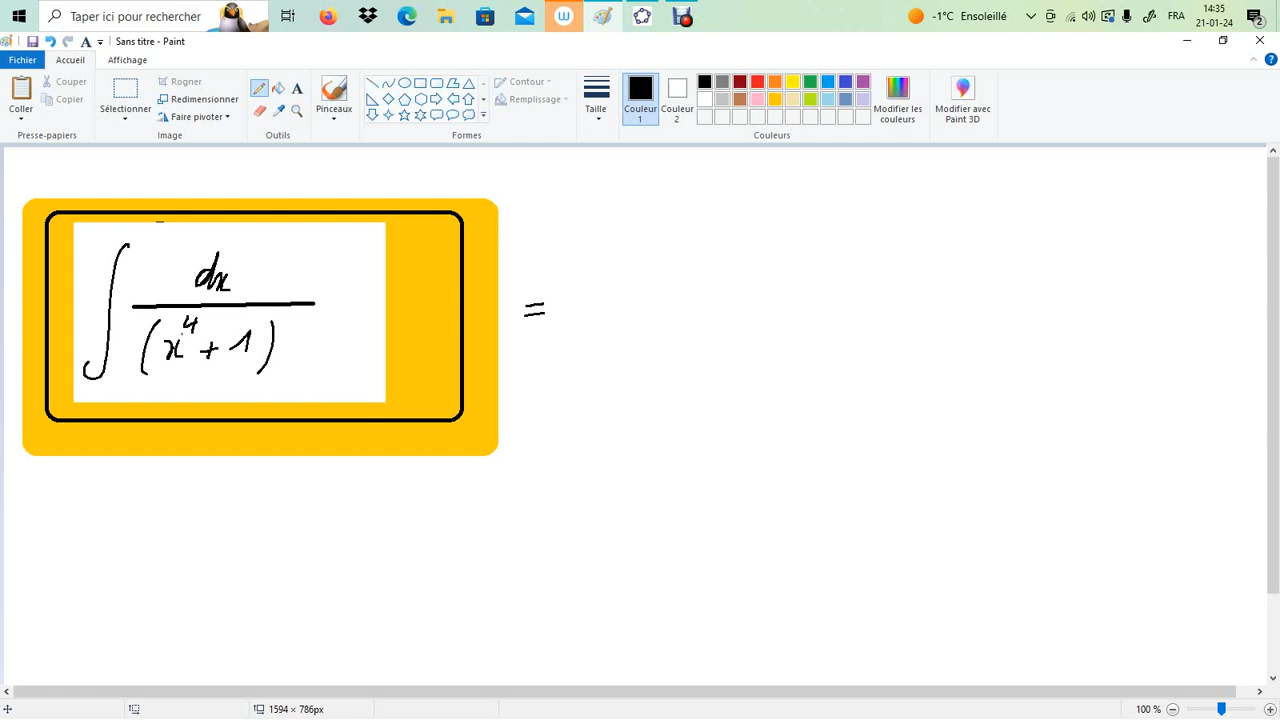 Taper ici pour rechercher
-1°C Ensoleillé
FRA
14:35
21-01-24
2
Sans titre - Paint
Fichier
Accueil
Affichage
Coller
Couper
Copier
Presse-papiers
Sélectionner
Rogner
Redimensionner
Faire pivoter
Image
A
Outils
Pinceaux
Contour
Remplissage
Formes
Taille
Couleur
1
Couleur
2
Modifier les
couleurs
Couleurs
Modifier avec
Paint 3D
∫ dx
(x⁴ + 1)
=
1594 × 786px
100 %